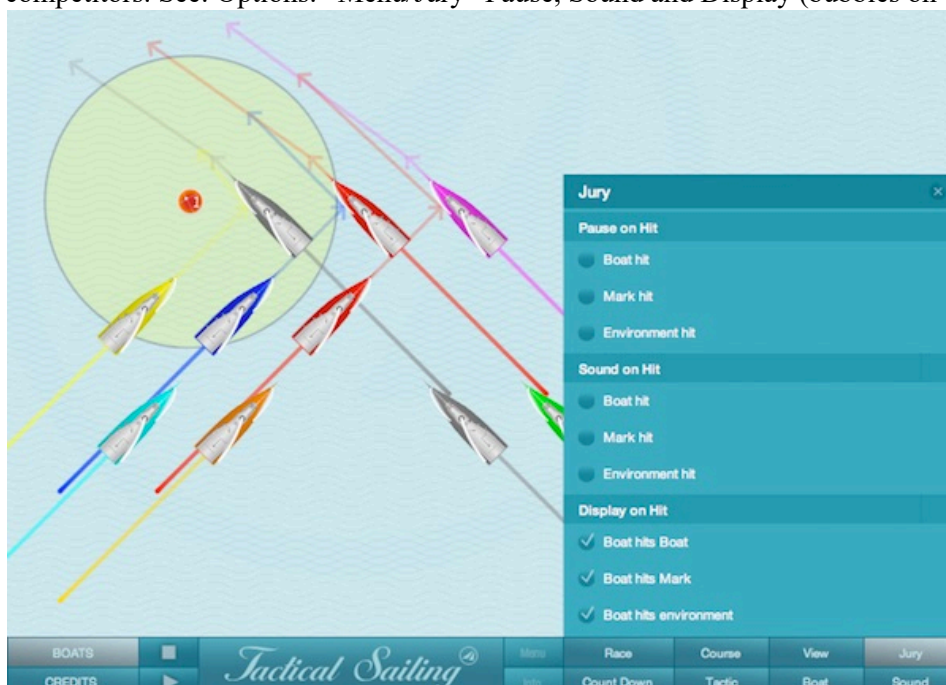 competitors. See: Options: "Menu/Jury" Pause, Sound and Display (bubbles on
1
Jury
Pause on Hit
Boat hit
Mark hit
Environment hit
Sound on Hit
Boat hit
Mark hit
Environment hit
Display on Hit
Boat hits Boat
Boat hits Mark
Boat hits environment
BOATS
Tactical Sailing
Menu
Race
Course
View
Jury
CREDITS
Info
Count Down
Tactic
Boat
Sound